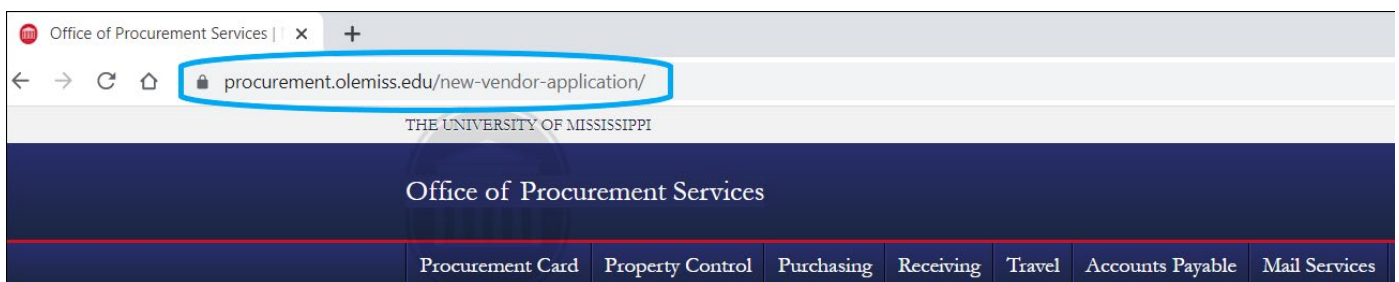 Office of Procurement Services |
procurement.olemiss.edu/new-vendor-application/
THE UNIVERSITY OF MISSISSIPPI
Office of Procurement Services
Procurement Card Property Control Purchasing Receiving Travel Accounts Payable Mail Services